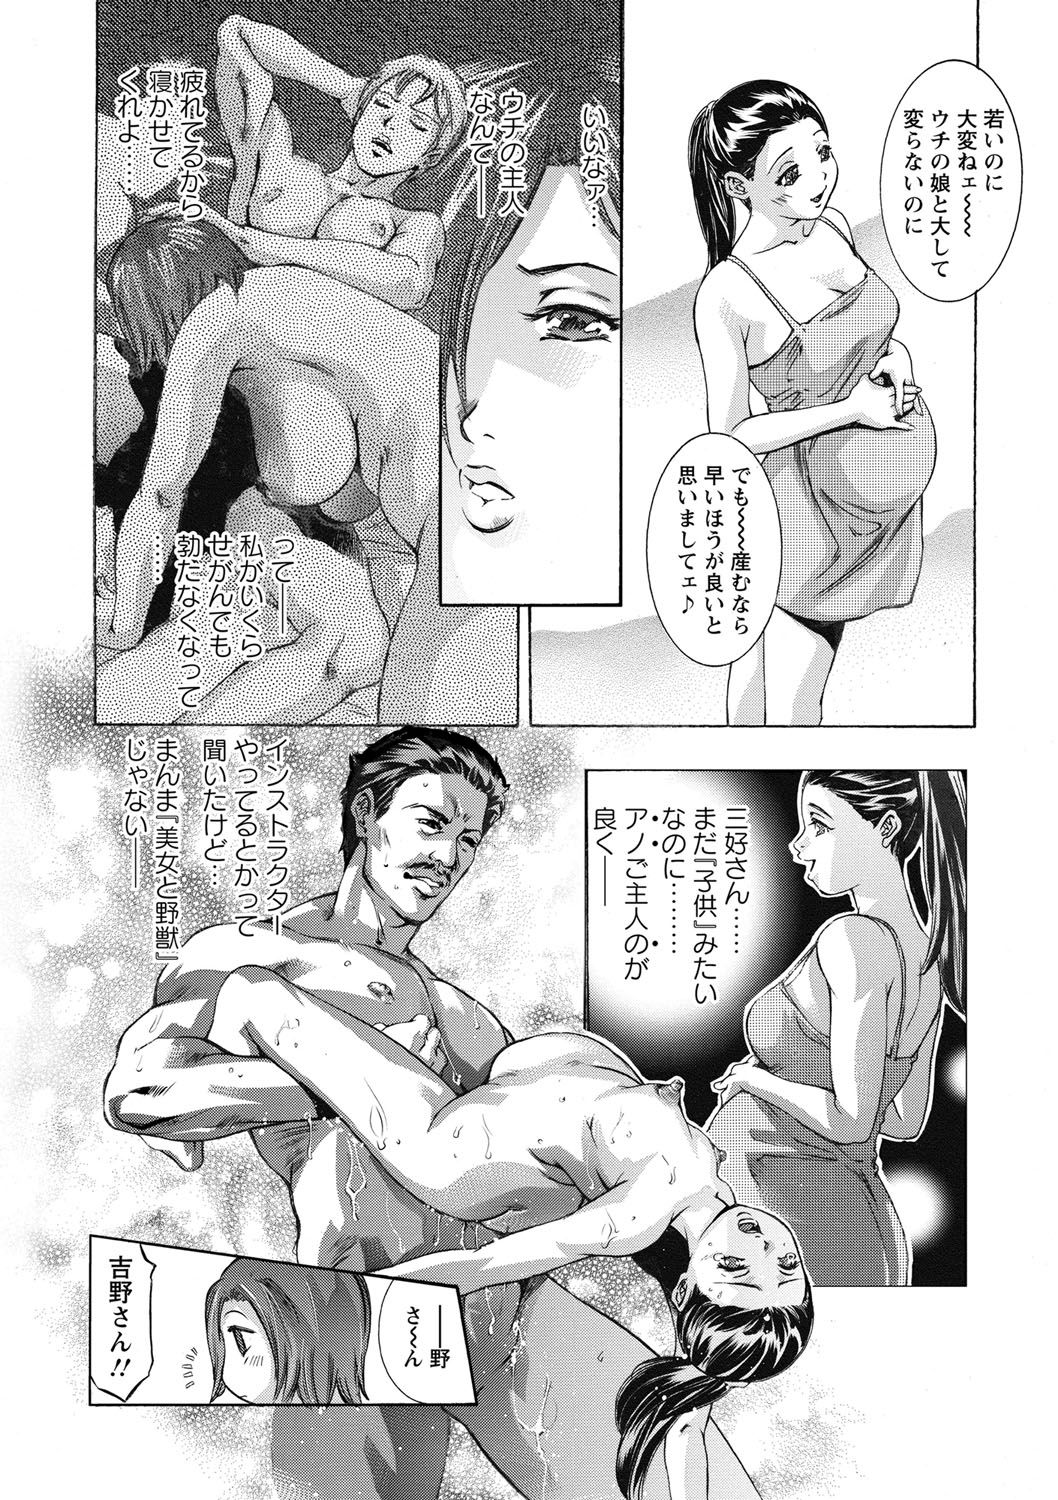 若いのに
大変ねェ〜〜
ウチの娘と大して
変らないのに
でも〜〜産むなら
早いほうが良いと
思いましてェ♪
いいなァ…
ウチの主人
なんて――
疲れてるから
寝かせて
くれよ……
って――
私がいくら
せがんでも
勃たなくなって
……
三好さん……
まだ『子供』みたい
なのに………
アノご主人のが
良く――
インストラクター
やってるとかって
聞いたけど…
まんま『美女と野獣』
じゃない――
――野
さ〜ん
吉野さん!!